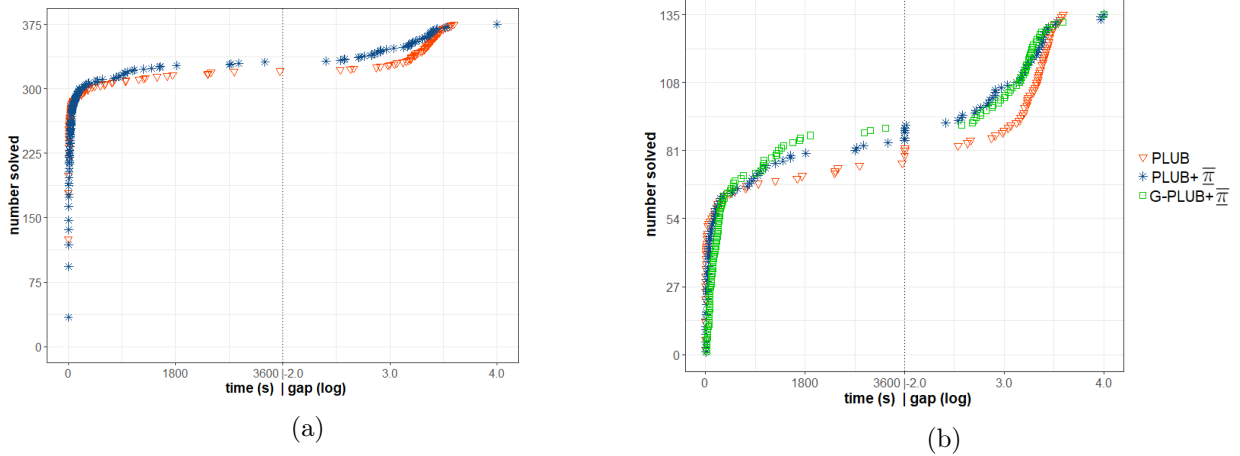 number solved
375
300
225
150
75
0
0
1800
3600 |-2.0
3.0
4.0
time (s) | gap (log)
(a)
number solved
135
108
81
54
27
0
0
1800
3600 |-2.0
3.0
4.0
time (s) | gap (log)
(b)
PLUB
PLUB+ π̲̅
G-PLUB+ π̲̅